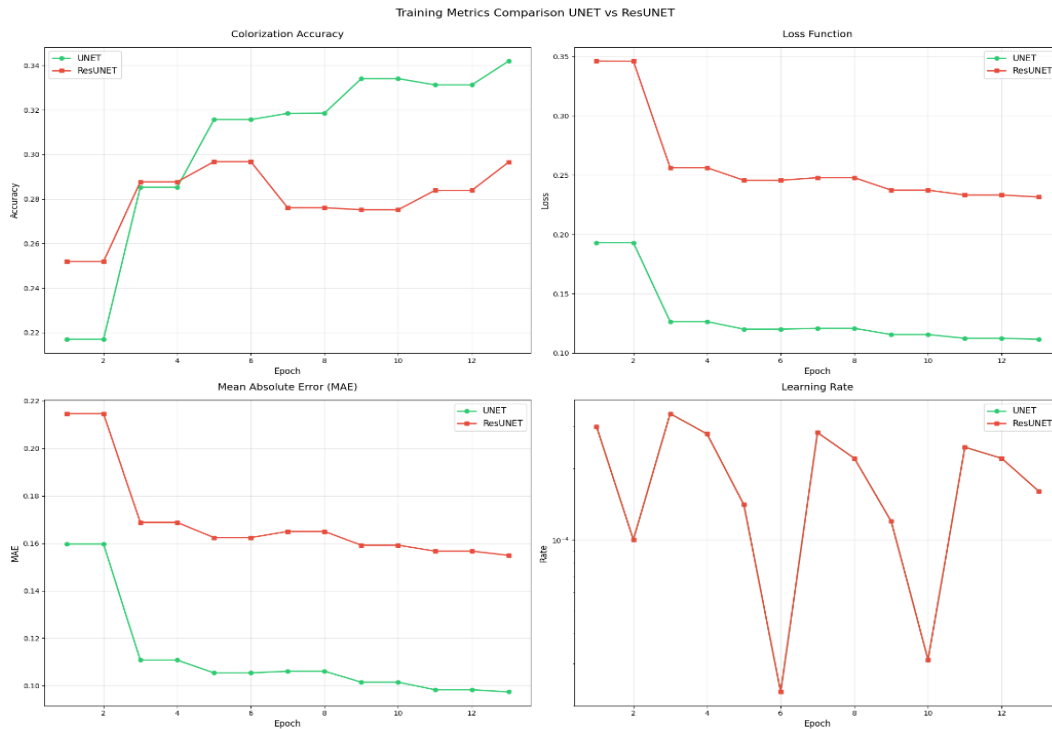 Training Metrics Comparison UNET vs ResUNET
Colorization Accuracy
UNET
ResUNET
0.34
0.32
0.30
0.28
0.26
0.24
0.22
Accuracy
2 4 6 8 10 12
Epoch
Loss Function
UNET
ResUNET
0.35
0.30
0.25
0.20
0.15
0.10
Loss
2 4 6 8 10 12
Epoch
Mean Absolute Error (MAE)
UNET
ResUNET
0.22
0.20
0.18
0.16
0.14
0.12
0.10
MAE
2 4 6 8 10 12
Epoch
Learning Rate
UNET
ResUNET
10⁻⁴
Rate
2 4 6 8 10 12
Epoch